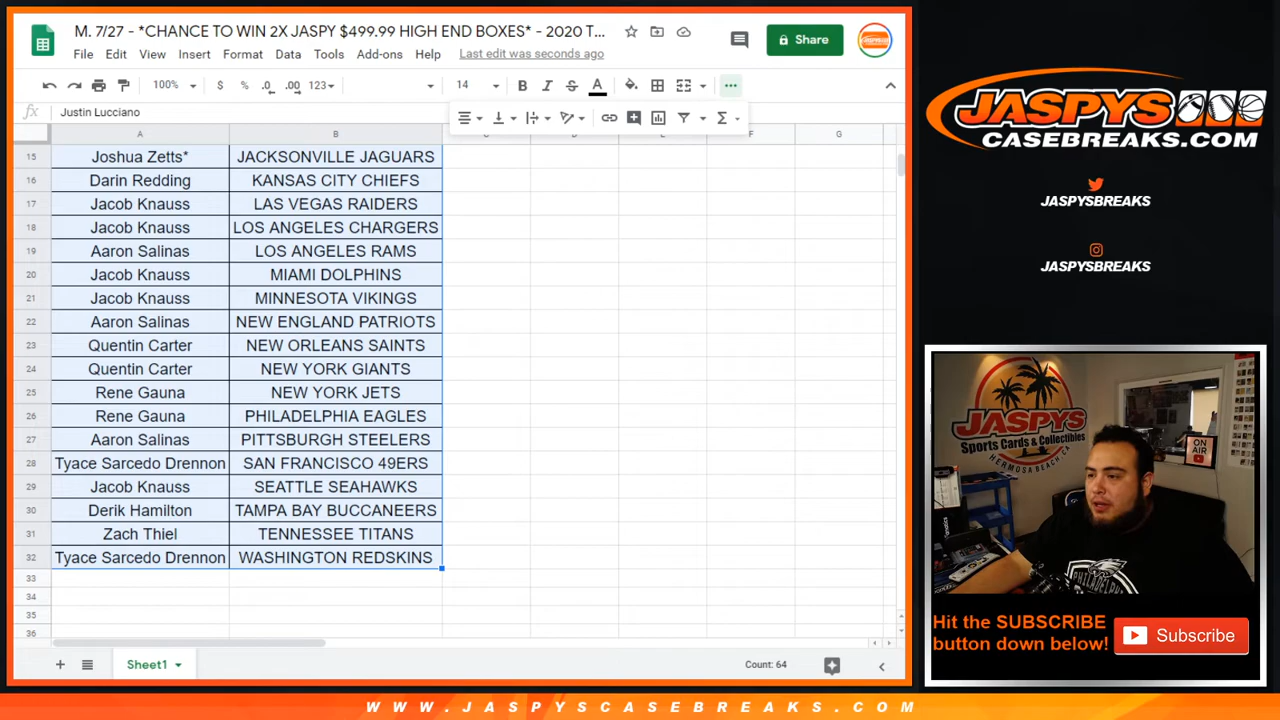 M. 7/27 - *CHANCE TO WIN 2X JASPY $499.99 HIGH END BOXES* - 2020 T...
File Edit View Insert Format Data Tools Add-ons Help Last edit was seconds ago
Share
100% $ % .0 .00 123 14 B I S A
fx Justin Lucciano
A B C D E F G
15 Joshua Zetts* JACKSONVILLE JAGUARS
16 Darin Redding KANSAS CITY CHIEFS
17 Jacob Knauss LAS VEGAS RAIDERS
18 Jacob Knauss LOS ANGELES CHARGERS
19 Aaron Salinas LOS ANGELES RAMS
20 Jacob Knauss MIAMI DOLPHINS
21 Jacob Knauss MINNESOTA VIKINGS
22 Aaron Salinas NEW ENGLAND PATRIOTS
23 Quentin Carter NEW ORLEANS SAINTS
24 Quentin Carter NEW YORK GIANTS
25 Rene Gauna NEW YORK JETS
26 Rene Gauna PHILADELPHIA EAGLES
27 Aaron Salinas PITTSBURGH STEELERS
28 Tyace Sarcedo Drennon SAN FRANCISCO 49ERS
29 Jacob Knauss SEATTLE SEAHAWKS
30 Derik Hamilton TAMPA BAY BUCCANEERS
31 Zach Thiel TENNESSEE TITANS
32 Tyace Sarcedo Drennon WASHINGTON REDSKINS
33
34
35
36
Sheet1
Count: 64
JASPYS
CASEBREAKS.COM
JASPYSBREAKS
JASPYSBREAKS
JASPYS
Sports Cards & Collectibles
HERMOSA BEACH, CA
ON AIR
PHILADELPHIA
Hit the SUBSCRIBE
button down below!
Subscribe
WWW.JASPYSCASEBREAKS.COM